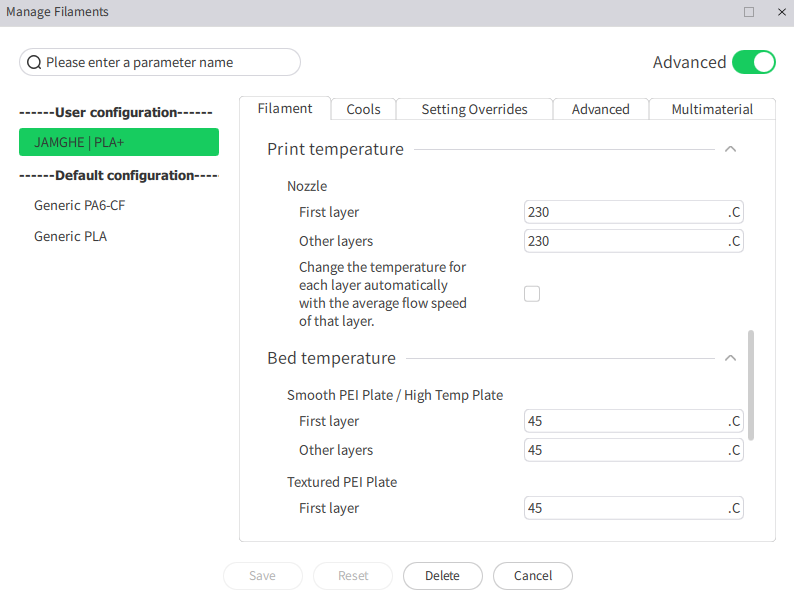 Manage Filaments
Please enter a parameter name
Advanced
------User configuration------
JAMGHE | PLA+
------Default configuration----
Generic PA6-CF
Generic PLA
Filament
Cools
Setting Overrides
Advanced
Multimaterial
Print temperature
Nozzle
First layer
230
.C
Other layers
230
.C
Change the temperature for
each layer automatically
with the average flow speed
of that layer.
Bed temperature
Smooth PEI Plate / High Temp Plate
First layer
45
.C
Other layers
45
.C
Textured PEI Plate
First layer
45
.C
Save
Reset
Delete
Cancel